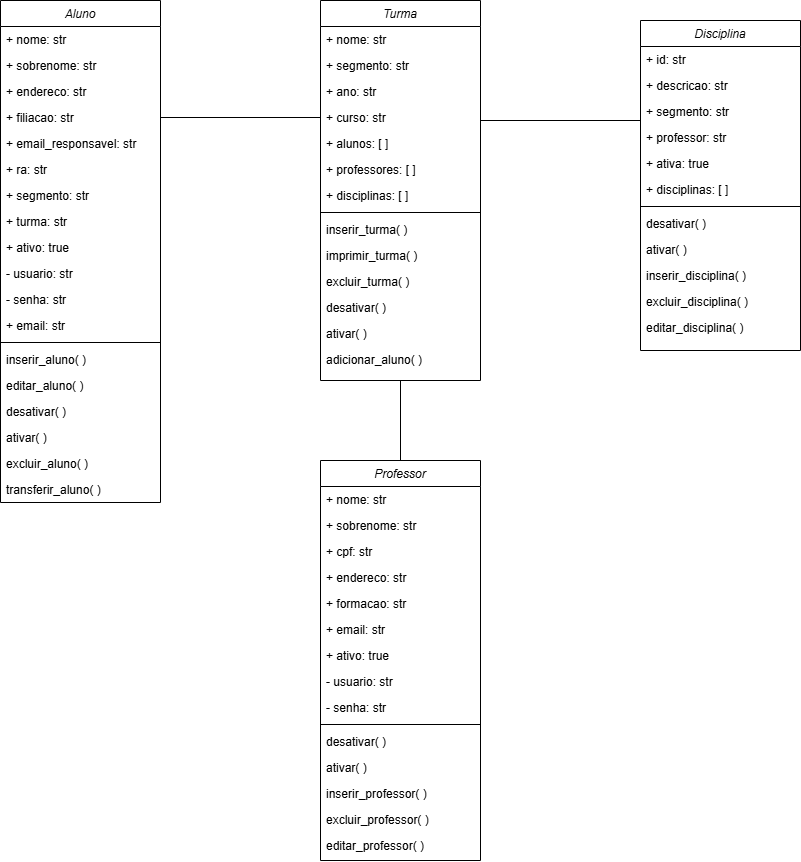 Aluno
+ nome: str
+ sobrenome: str
+ endereco: str
+ filiacao: str
+ email_responsavel: str
+ ra: str
+ segmento: str
+ turma: str
+ ativo: true
- usuario: str
- senha: str
+ email: str
inserir_aluno( )
editar_aluno( )
desativar( )
ativar( )
excluir_aluno( )
transferir_aluno( )
Turma
+ nome: str
+ segmento: str
+ ano: str
+ curso: str
+ alunos: [ ]
+ professores: [ ]
+ disciplinas: [ ]
inserir_turma( )
imprimir_turma( )
excluir_turma( )
desativar( )
ativar( )
adicionar_aluno( )
Disciplina
+ id: str
+ descricao: str
+ segmento: str
+ professor: str
+ ativa: true
+ disciplinas: [ ]
desativar( )
ativar( )
inserir_disciplina( )
excluir_disciplina( )
editar_disciplina( )
Professor
+ nome: str
+ sobrenome: str
+ cpf: str
+ endereco: str
+ formacao: str
+ email: str
+ ativo: true
- usuario: str
- senha: str
desativar( )
ativar( )
inserir_professor( )
excluir_professor( )
editar_professor( )